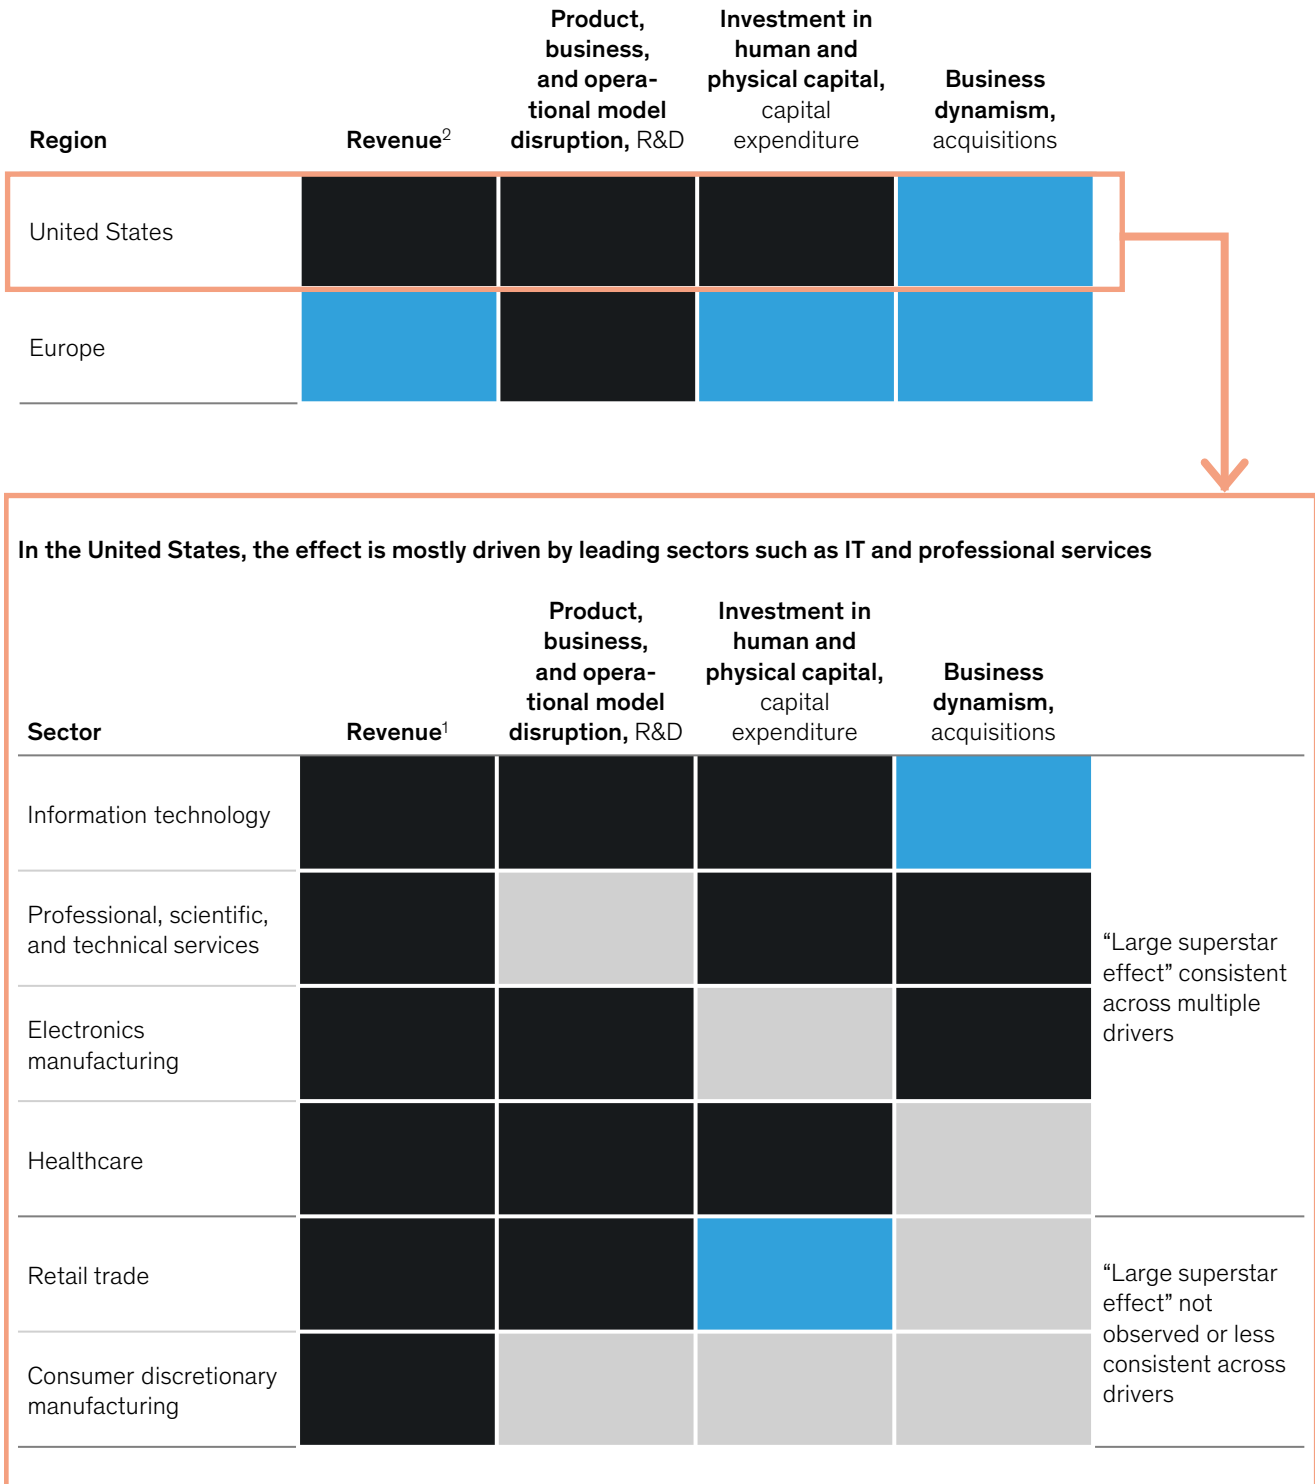 Region
Revenue2
Product,
business,
and opera-
tional model
disruption, R&D
Investment in
human and
physical capital,
capital
expenditure
Business
dynamism,
acquisitions
United States
Europe
In the United States, the effect is mostly driven by leading sectors such as IT and professional services
Sector
Revenue1
Product,
business,
and opera-
tional model
disruption, R&D
Investment in
human and
physical capital,
capital
expenditure
Business
dynamism,
acquisitions
Information technology
Professional, scientific,
and technical services
Electronics
manufacturing
Healthcare
“Large superstar
effect” consistent
across multiple
drivers
Retail trade
Consumer discretionary
manufacturing
“Large superstar
effect” not
observed or less
consistent across
drivers